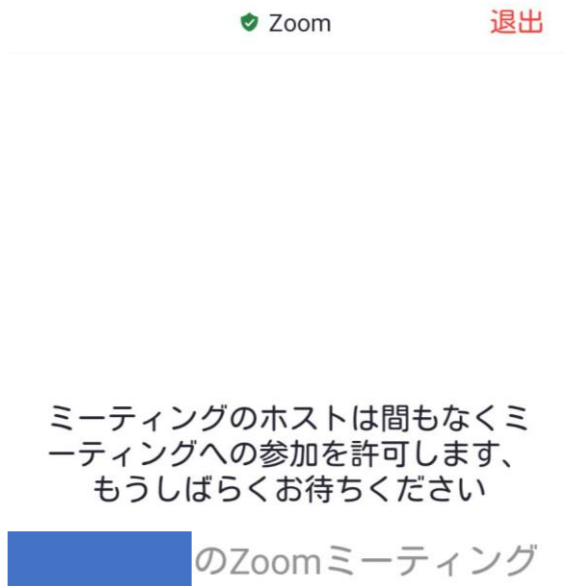 Zoom 退出
ミーティングのホストは間もなくミ
ーティングへの参加を許可します、
もうしばらくお待ちください
のZoomミーティング